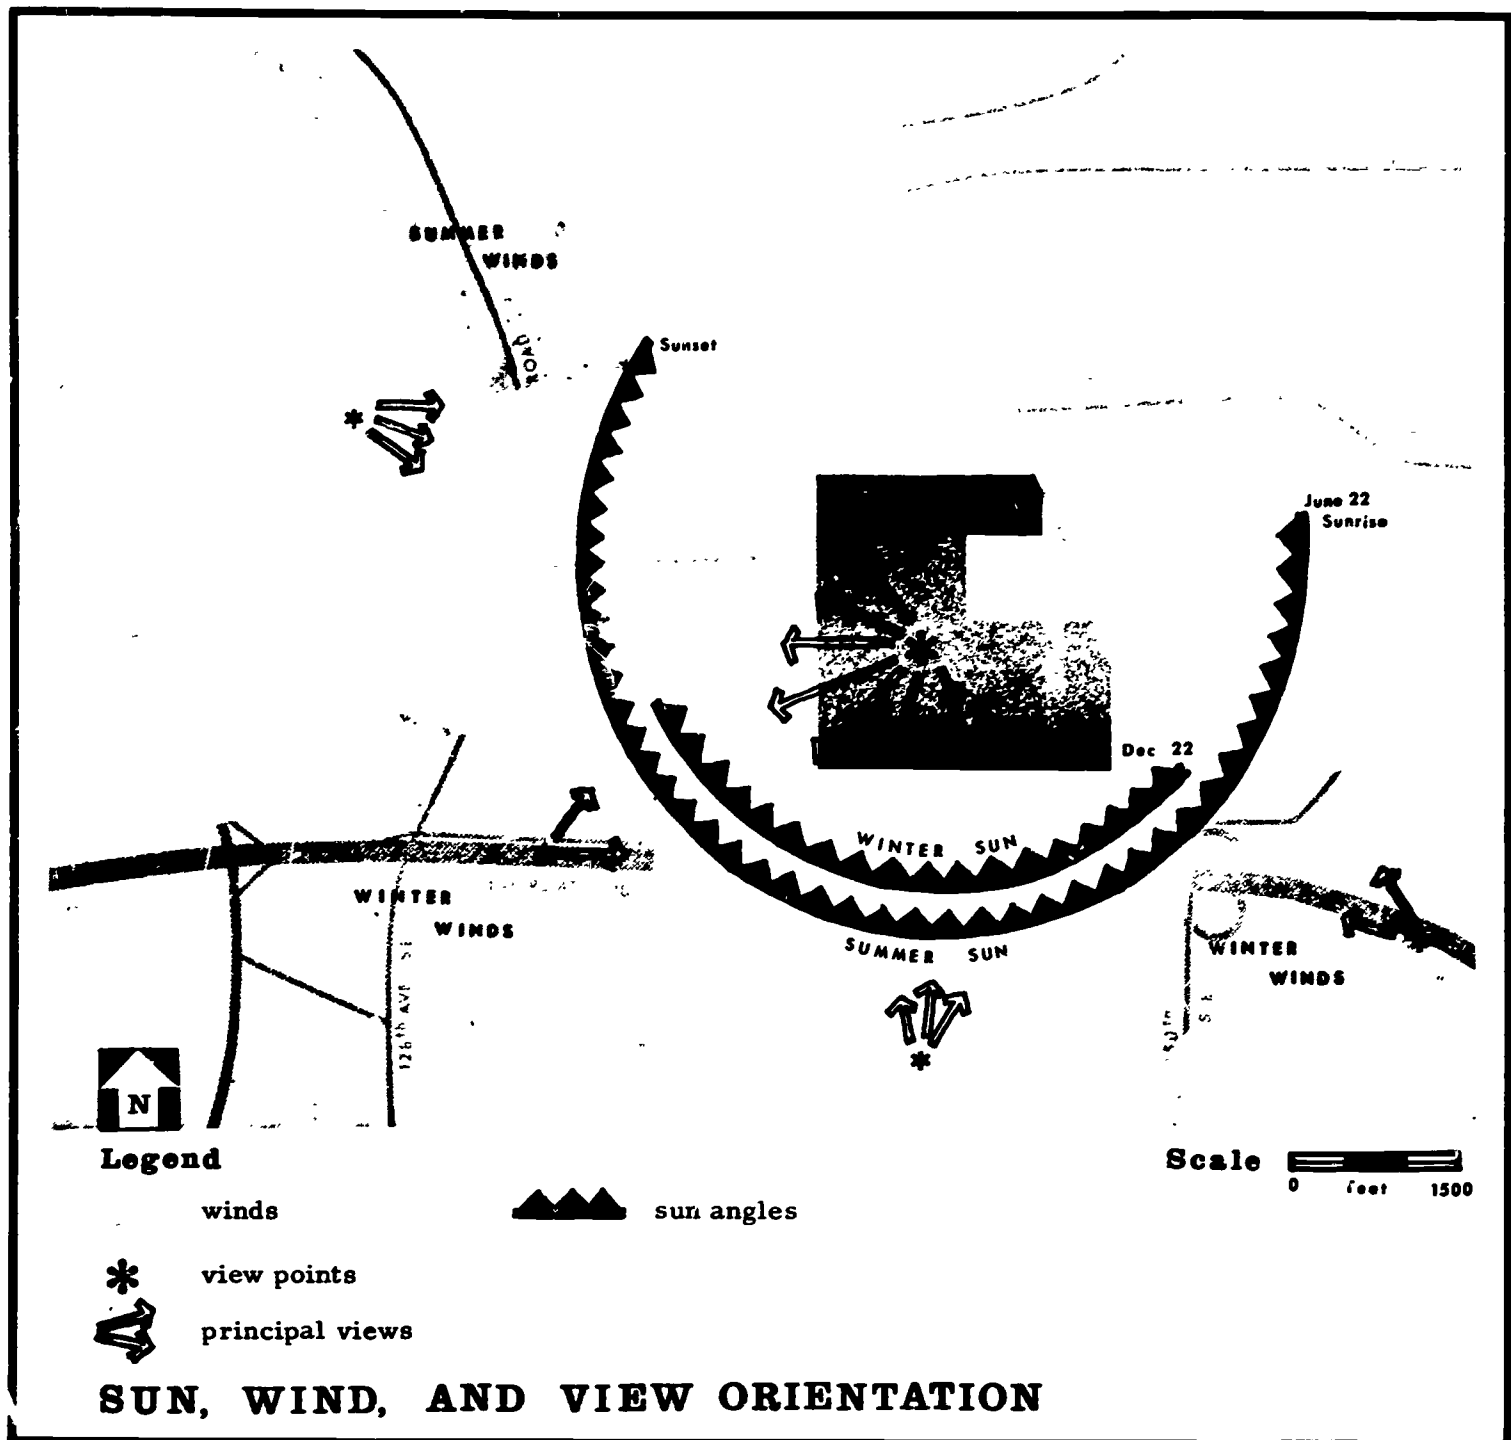 SUMMER
WINDS
ROAD
Sunset
June 22
Sunrise
Dec 22
WINTER SUN
SUMMER SUN
WINTER
WINDS
WINTER
WINDS
126th AVE SE
S E
N
Legend
Scale
0 feet 1500
winds
sun angles
view points
principal views
SUN, WIND, AND VIEW ORIENTATION